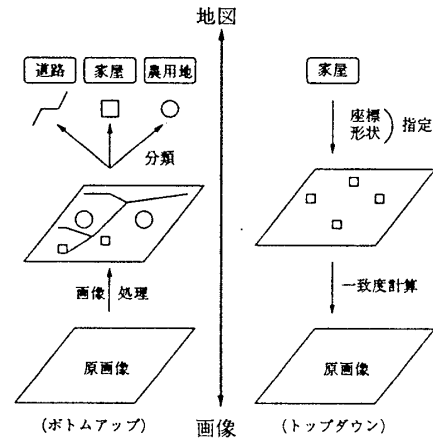 地図
道路 家屋 農用地
分類
画像 処理
原画像
(ボトムアップ)
家屋
座標
形状
指定
一致度計算
原画像
(トップダウン)
画像